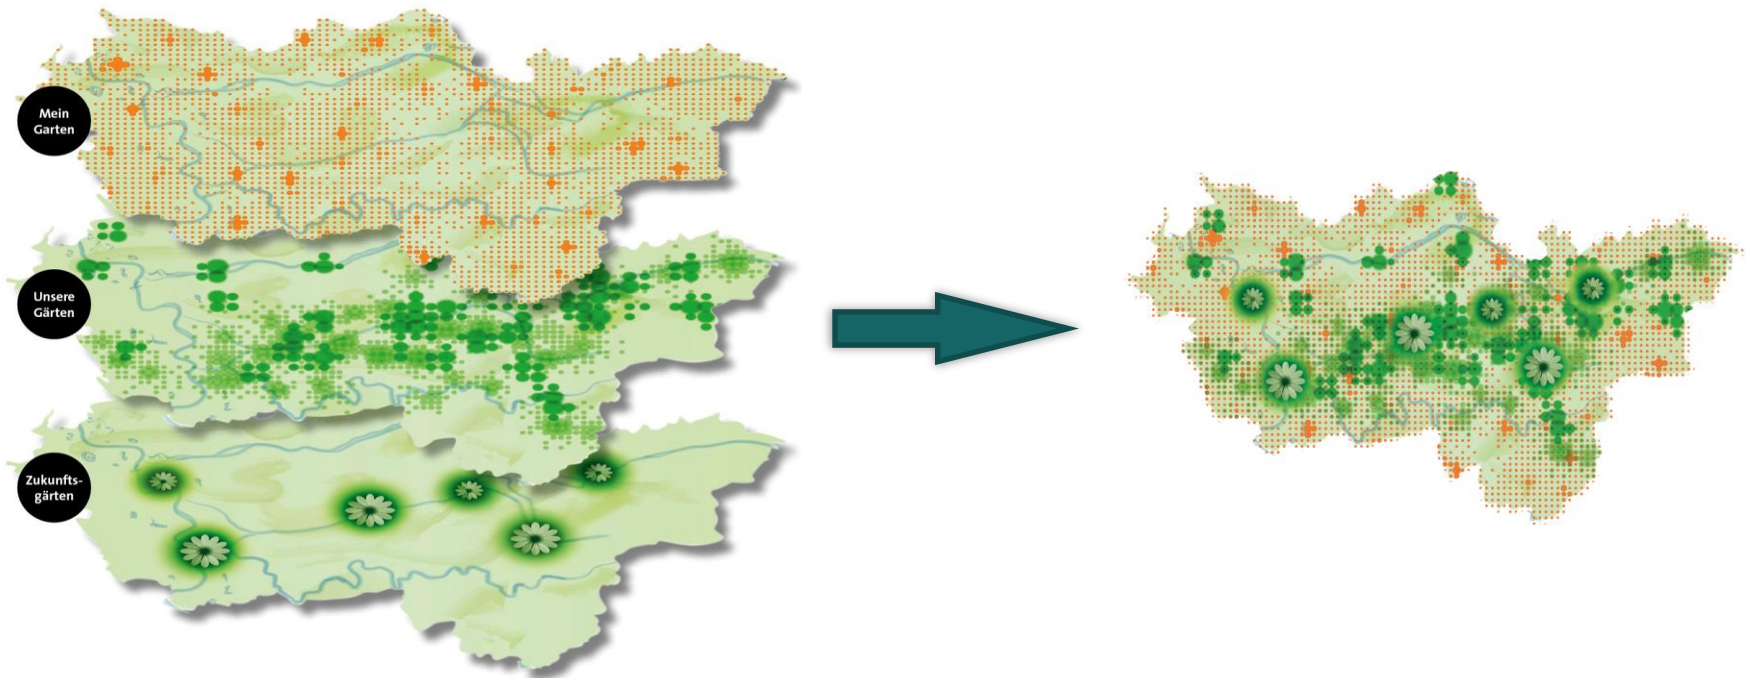 Mein
Garten
Unsere
Gärten
Zukunfts-
gärten